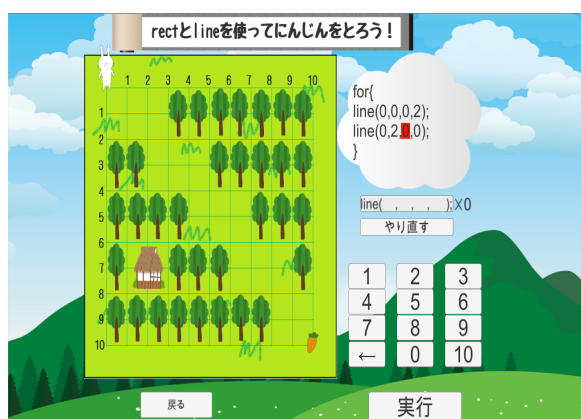 rectとlineを使ってにんじんをとろう！
1 2 3 4 5 6 7 8 9 10
1
2
3
4
5
6
7
8
9
10
for{
line(0,0,0,2);
line(0,2,0,0);
}
line( , , , );×0
やり直す
1 2 3
4 5 6
7 8 9
← 0 10
戻る
実行